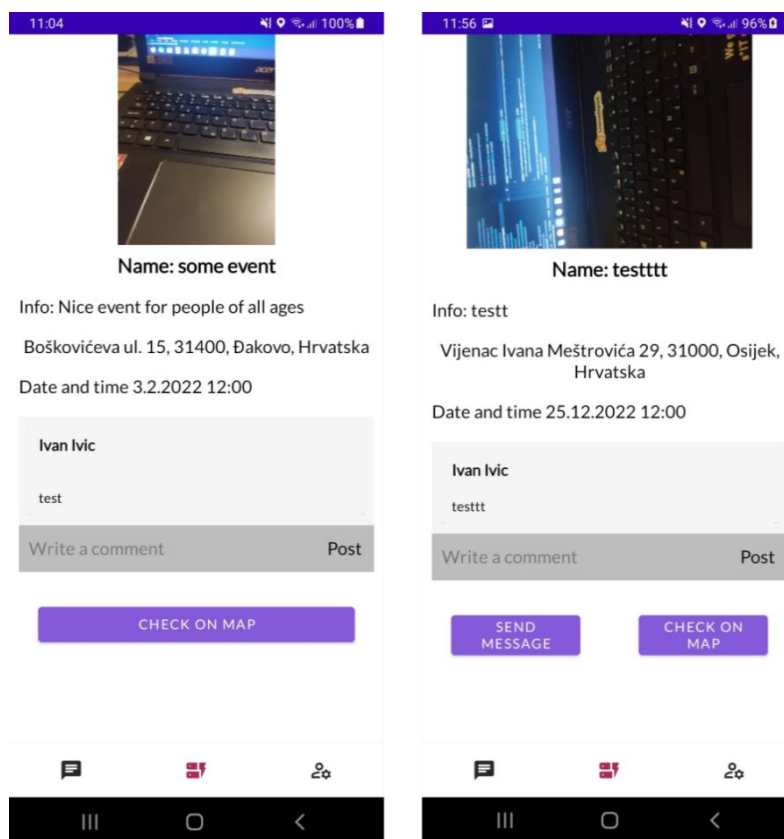 11:04
100%
acer
Name: some event
Info: Nice event for people of all ages
Boškovićeva ul. 15, 31400, Đakovo, Hrvatska
Date and time 3.2.2022 12:00
Ivan Ivic
test
Write a comment Post
CHECK ON MAP
11:56
96%
Name: testttt
Info: testt
Vijenac Ivana Meštrovića 29, 31000, Osijek,
Hrvatska
Date and time 25.12.2022 12:00
Ivan Ivic
testtt
Write a comment Post
SEND
MESSAGE
CHECK ON
MAP